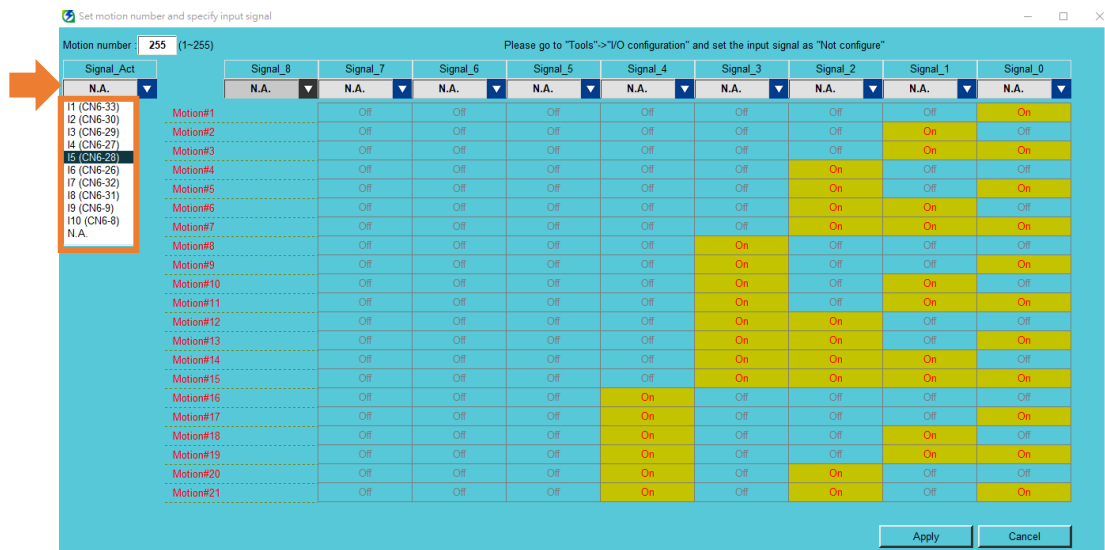 Set motion number and specify input signal
Motion number : 255 (1~255) Please go to "Tools"->"I/O configuration" and set the input signal as "Not configure"
Signal_Act Signal_8 Signal_7 Signal_6 Signal_5 Signal_4 Signal_3 Signal_2 Signal_1 Signal_0
N.A. N.A. N.A. N.A. N.A. N.A. N.A. N.A. N.A. N.A.
I1 (CN6-33)
I2 (CN6-30)
I3 (CN6-29)
I4 (CN6-27)
I5 (CN6-28)
I6 (CN6-26)
I7 (CN6-32)
I8 (CN6-31)
I9 (CN6-9)
I10 (CN6-8)
N.A.
Motion#1 Off Off Off Off Off Off Off On
Motion#2 Off Off Off Off Off Off On Off
Motion#3 Off Off Off Off Off Off On On
Motion#4 Off Off Off Off Off On Off Off
Motion#5 Off Off Off Off Off On Off On
Motion#6 Off Off Off Off Off On On Off
Motion#7 Off Off Off Off Off On On On
Motion#8 Off Off Off Off On Off Off Off
Motion#9 Off Off Off Off On Off Off On
Motion#10 Off Off Off Off On Off On Off
Motion#11 Off Off Off Off On Off On On
Motion#12 Off Off Off Off On On Off Off
Motion#13 Off Off Off Off On On Off On
Motion#14 Off Off Off Off On On On Off
Motion#15 Off Off Off Off On On On On
Motion#16 Off Off Off On Off Off Off Off
Motion#17 Off Off Off On Off Off Off On
Motion#18 Off Off Off On Off Off On Off
Motion#19 Off Off Off On Off Off On On
Motion#20 Off Off Off On Off On Off Off
Motion#21 Off Off Off On Off On Off On
Apply Cancel